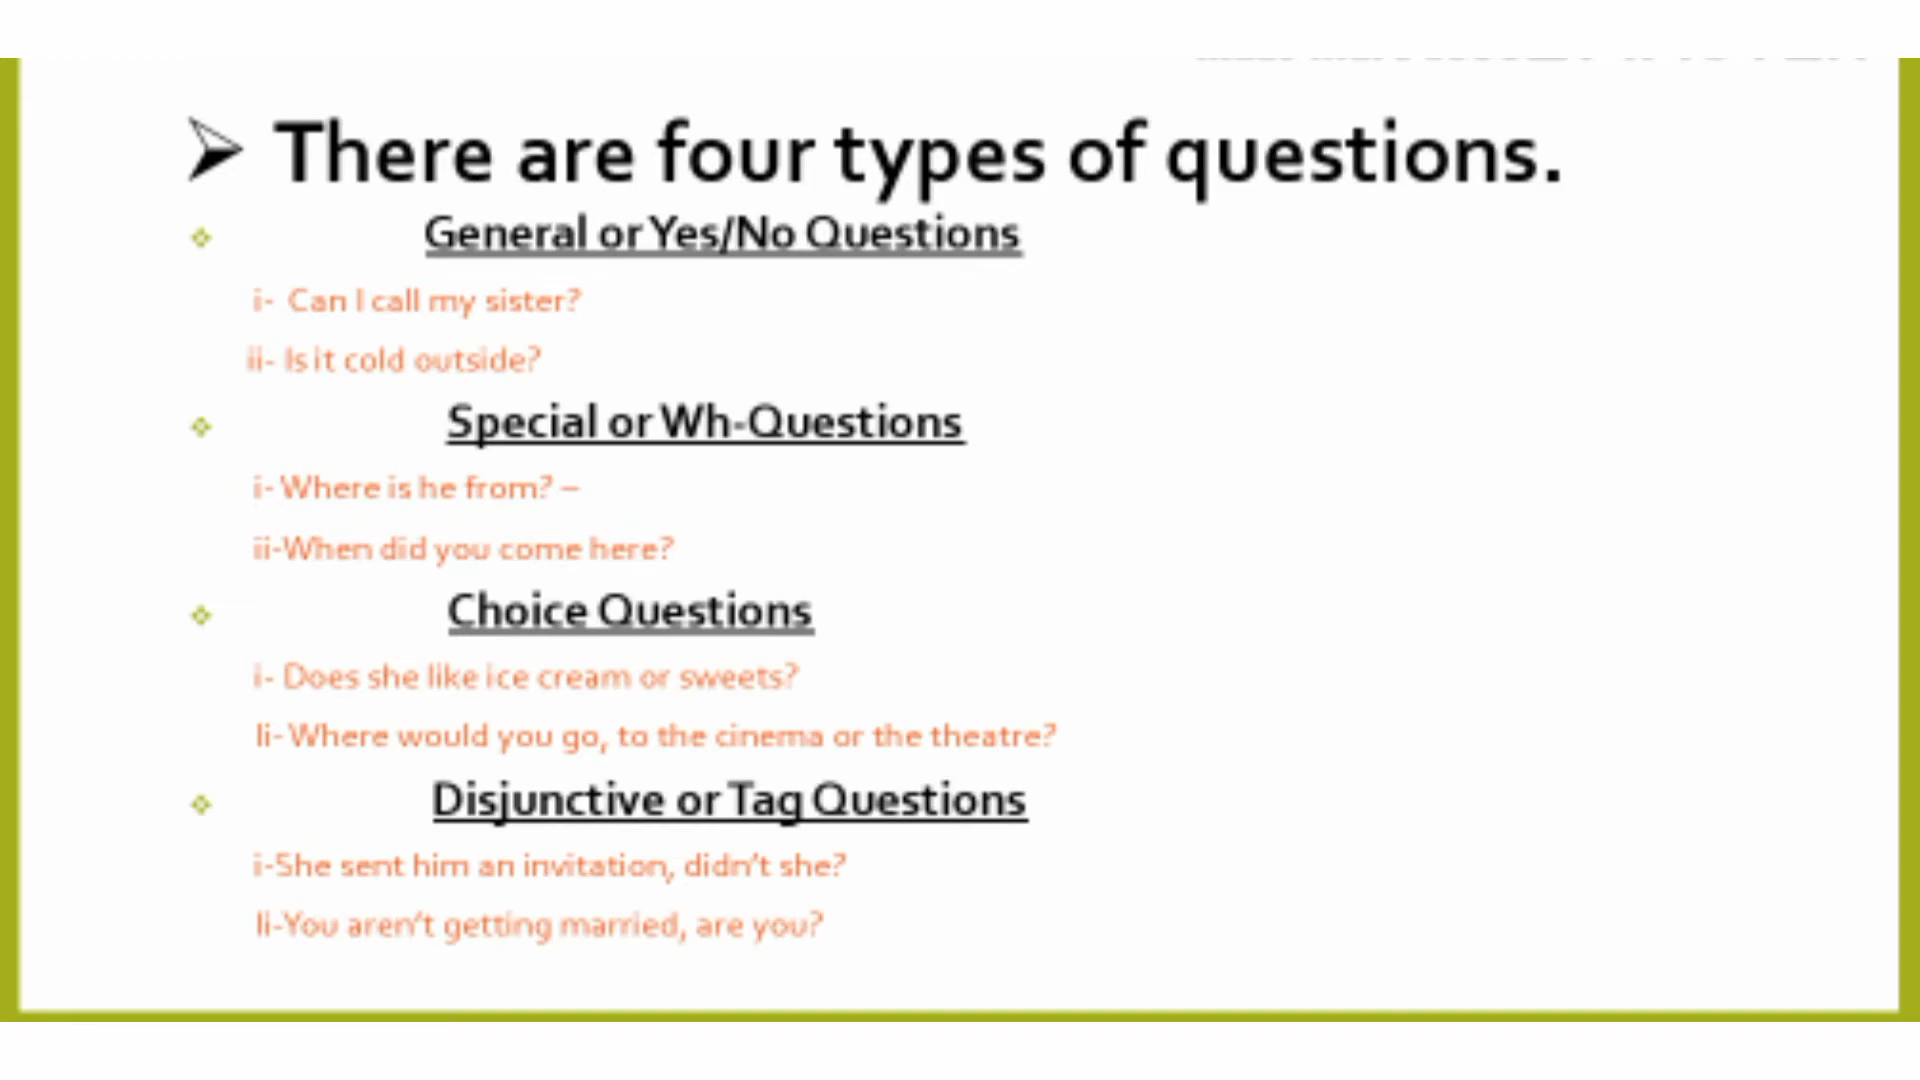 There are four types of questions.
General or Yes/No Questions
i- Can I call my sister?
ii- Is it cold outside?
Special or Wh-Questions
i- Where is he from? –
ii-When did you come here?
Choice Questions
i- Does she like ice cream or sweets?
Ii- Where would you go, to the cinema or the theatre?
Disjunctive or Tag Questions
i-She sent him an invitation, didn't she?
Ii-You aren't getting married, are you?